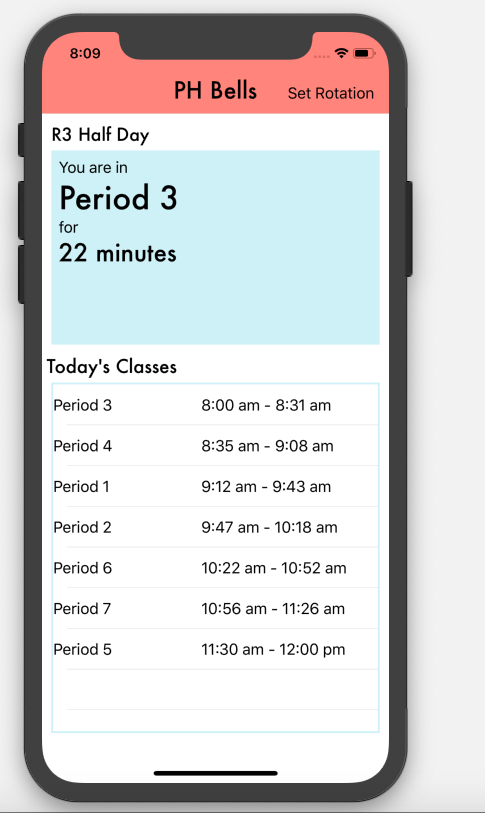 8:09
PH Bells Set Rotation
R3 Half Day
You are in
Period 3
for
22 minutes
Today's Classes
Period 3 8:00 am - 8:31 am
Period 4 8:35 am - 9:08 am
Period 1 9:12 am - 9:43 am
Period 2 9:47 am - 10:18 am
Period 6 10:22 am - 10:52 am
Period 7 10:56 am - 11:26 am
Period 5 11:30 am - 12:00 pm